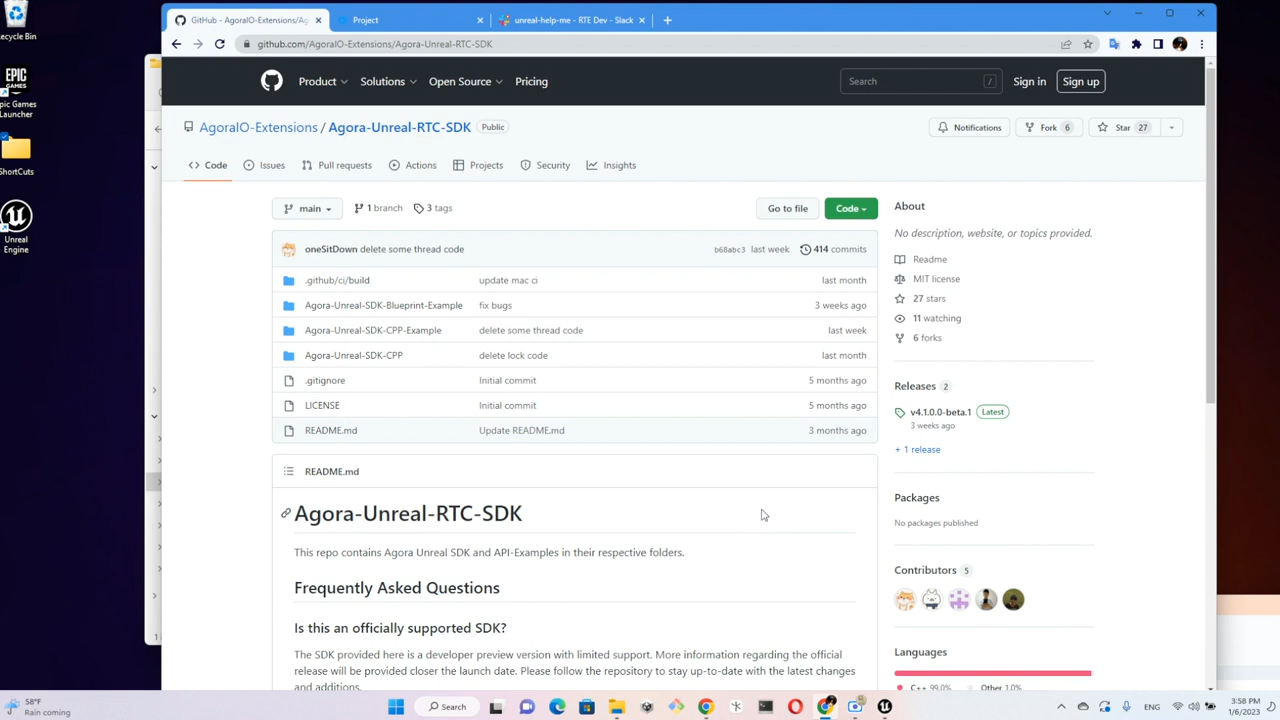 Recycle Bin
Epic Games
Launcher
ShortCuts
Unreal
Engine
GitHub - AgoraIO-Extensions/Ag
Project
unreal-help-me - RTE Dev - Slack
github.com/AgoraIO-Extensions/Agora-Unreal-RTC-SDK
Product Solutions Open Source Pricing
Search /
Sign in Sign up
AgoraIO-Extensions / Agora-Unreal-RTC-SDK Public
Notifications Fork 6 Star 27
Code Issues Pull requests Actions Projects Security Insights
main 1 branch 3 tags Go to file Code
oneSitDown delete some thread code b68abc3 last week 414 commits
.github/ci/build update mac ci last month
Agora-Unreal-SDK-Blueprint-Example fix bugs 3 weeks ago
Agora-Unreal-SDK-CPP-Example delete some thread code last week
Agora-Unreal-SDK-CPP delete lock code last month
.gitignore Initial commit 5 months ago
LICENSE Initial commit 5 months ago
README.md Update README.md 3 months ago
README.md
Agora-Unreal-RTC-SDK
This repo contains Agora Unreal SDK and API-Examples in their respective folders.
Frequently Asked Questions
Is this an officially supported SDK?
The SDK provided here is a developer preview version with limited support. More information regarding the official
release will be provided closer the launch date. Please follow the repository to stay up-to-date with the latest changes
and additions.
About
No description, website, or topics provided.
Readme
MIT license
27 stars
11 watching
6 forks
Releases 2
v4.1.0.0-beta.1 Latest
3 weeks ago
+ 1 release
Packages
No packages published
Contributors 5
Languages
C++ 99.0% Other 1.0%
58°F
Rain coming
Search
ENG
3:58 PM
1/6/2023